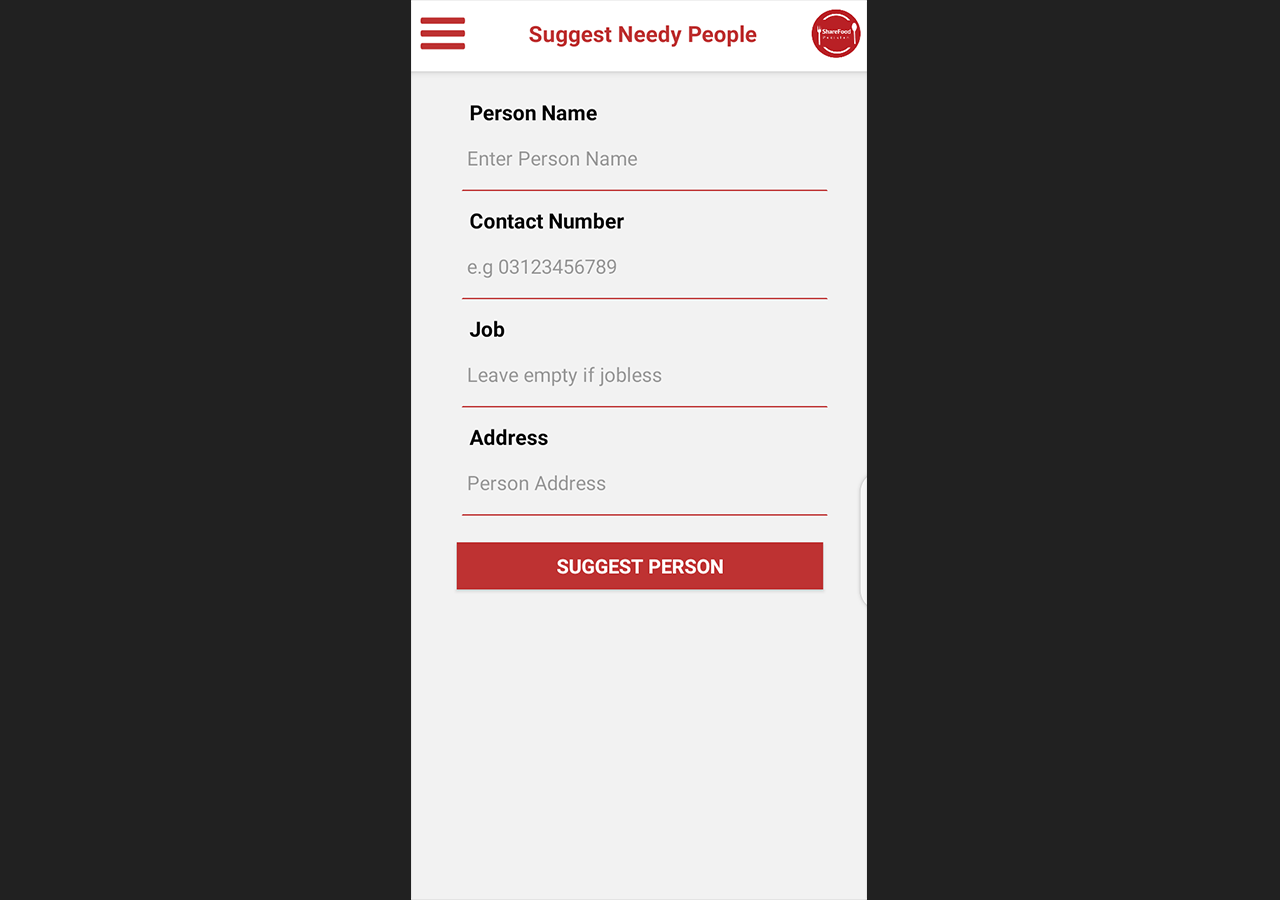 Suggest Needy People
ShareFood
Pakistan
Person Name
Enter Person Name
Contact Number
e.g 03123456789
Job
Leave empty if jobless
Address
Person Address
SUGGEST PERSON